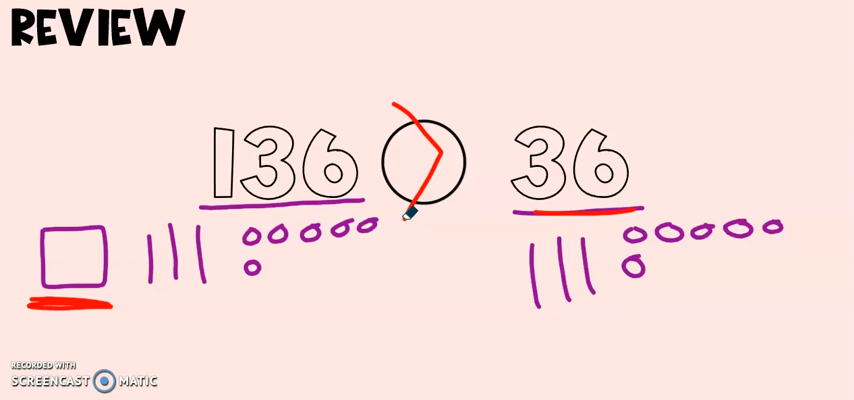 REVIEW
136 > 36
RECORDED WITH
SCREENCAST MATIC